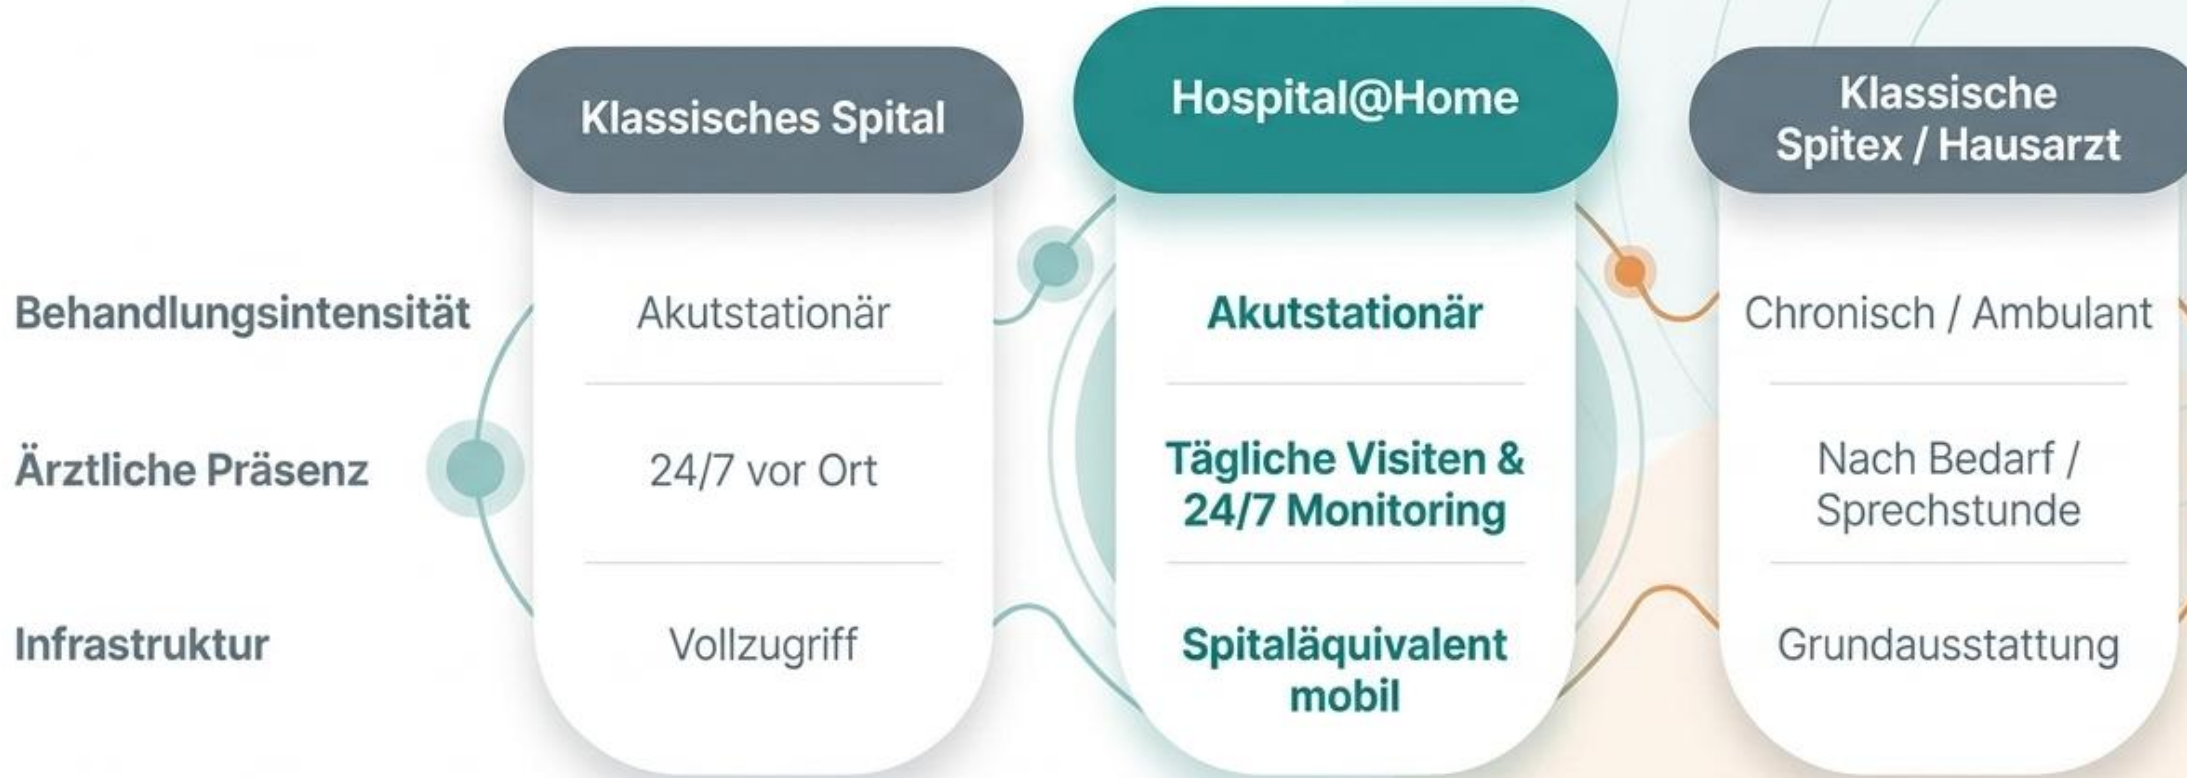 Klassisches Spital
Hospital@Home
Klassische
Spitex / Hausarzt
Behandlungsintensität
Akutstationär
Akutstationär
Chronisch / Ambulant
Ärztliche Präsenz
24/7 vor Ort
Tägliche Visiten &
24/7 Monitoring
Nach Bedarf /
Sprechstunde
Infrastruktur
Vollzugriff
Spitaläquivalent
mobil
Grundausstattung